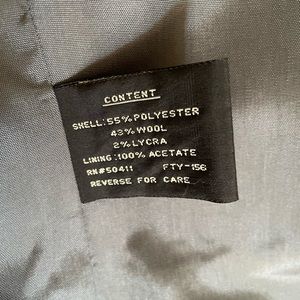 CONTENT
SHELL: 55% POLYESTER
43% WOOL
2% LYCRA
LINING: 100% ACETATE
RN#50411 FTY-156
REVERSE FOR CARE